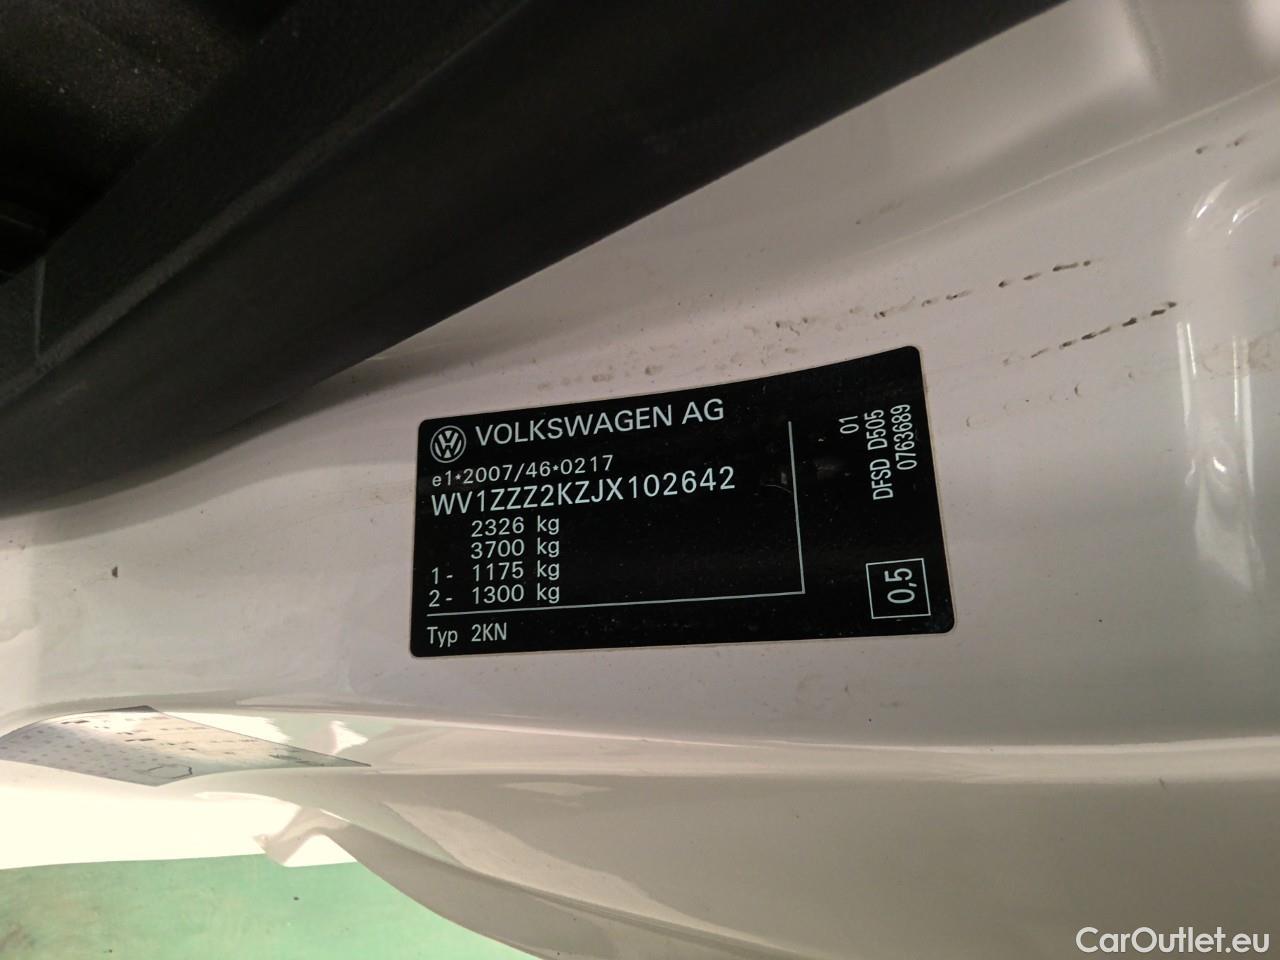 VOLKSWAGEN AG
e1*2007/46*0217
WV1ZZZ2KZJX102642
2326 kg
3700 kg
1- 1175 kg
2- 1300 kg
Typ 2KN
01
DFSD D505
0763689
0,5
CarOutlet.eu